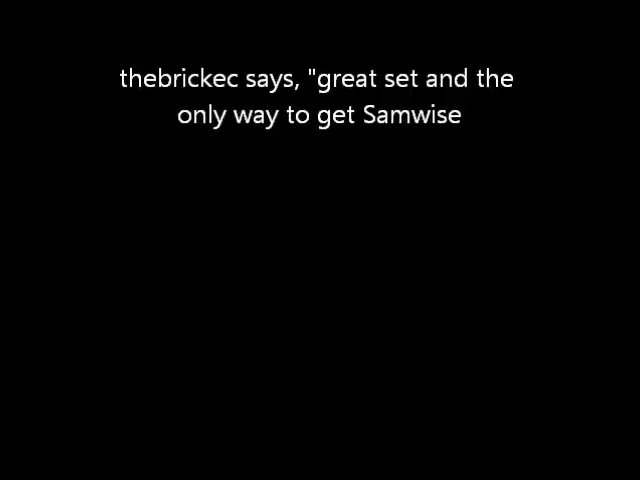 thebrickec says, "great set and the
only way to get Samwise